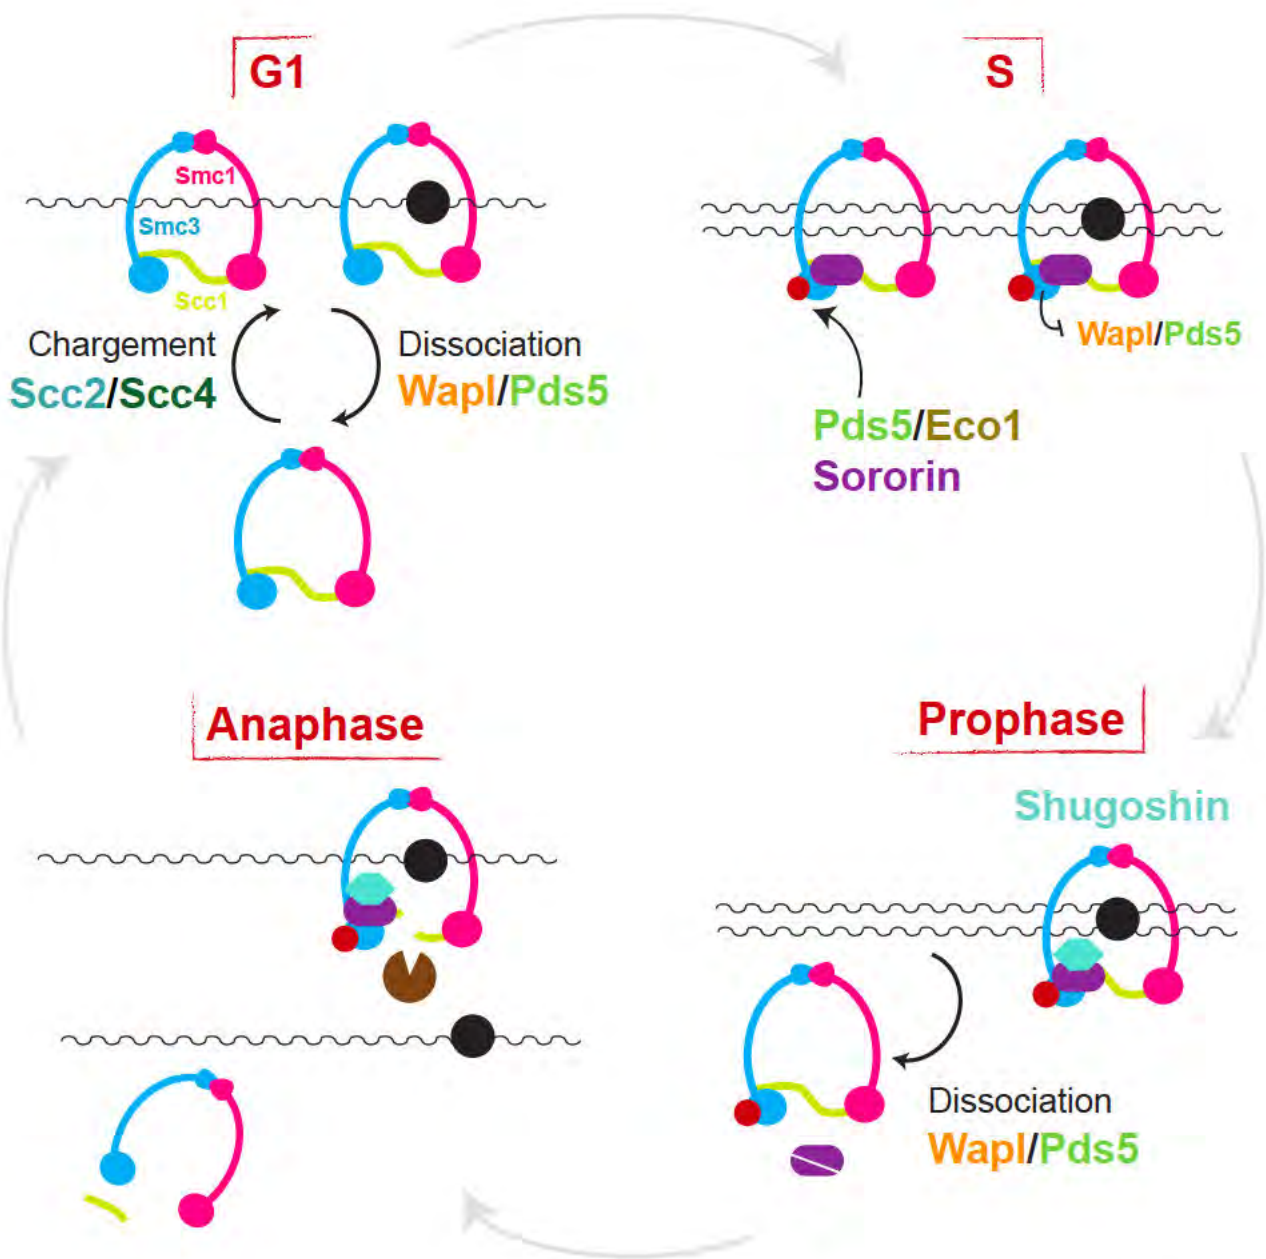 G1
S
Smc1
Smc3
Scc1
Chargement
Scc2/Scc4
Dissociation
Wapl/Pds5
Wapl/Pds5
Pds5/Eco1
Sororin
Anaphase
Prophase
Shugoshin
Dissociation
Wapl/Pds5